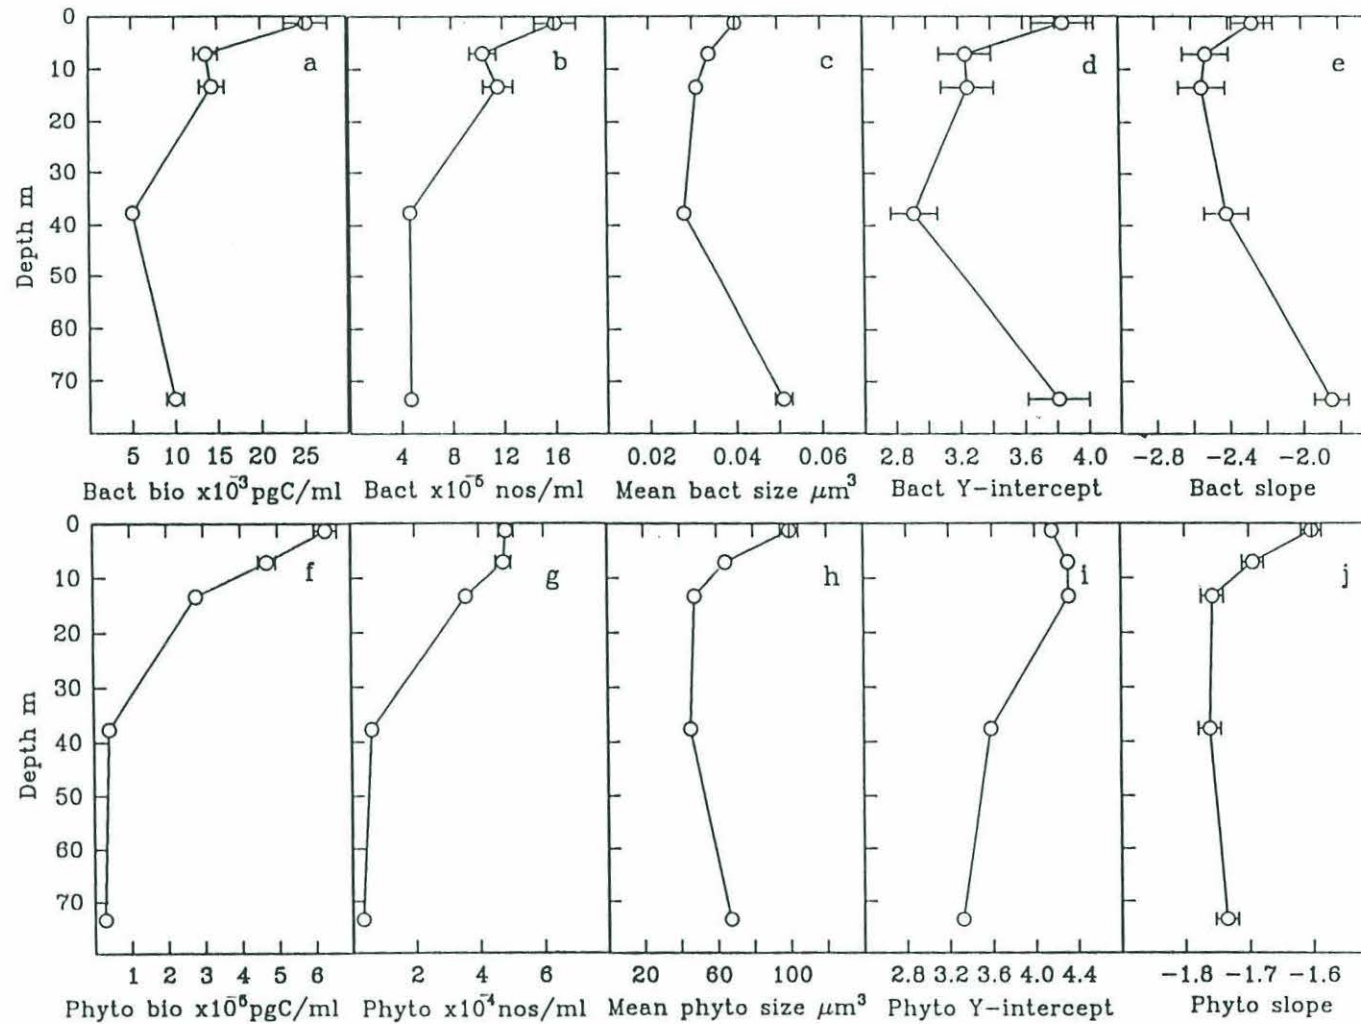 0
10
20
30
40
50
60
70
Depth m
a
b
c
d
e
5 10 15 20 25
4 8 12 16
0.02 0.04 0.06
2.8 3.2 3.6 4.0
-2.8 -2.4 -2.0
Bact bio x10⁻³pgC/ml
Bact x10⁻⁵ nos/ml
Mean bact size μm³
Bact Y-intercept
Bact slope
0
10
20
30
40
50
60
70
Depth m
f
g
h
i
j
1 2 3 4 5 6
2 4 6
20 60 100
2.8 3.2 3.6 4.0 4.4
-1.8 -1.7 -1.6
Phyto bio x10⁻⁶pgC/ml
Phyto x10⁻⁴nos/ml
Mean phyto size μm³
Phyto Y-intercept
Phyto slope